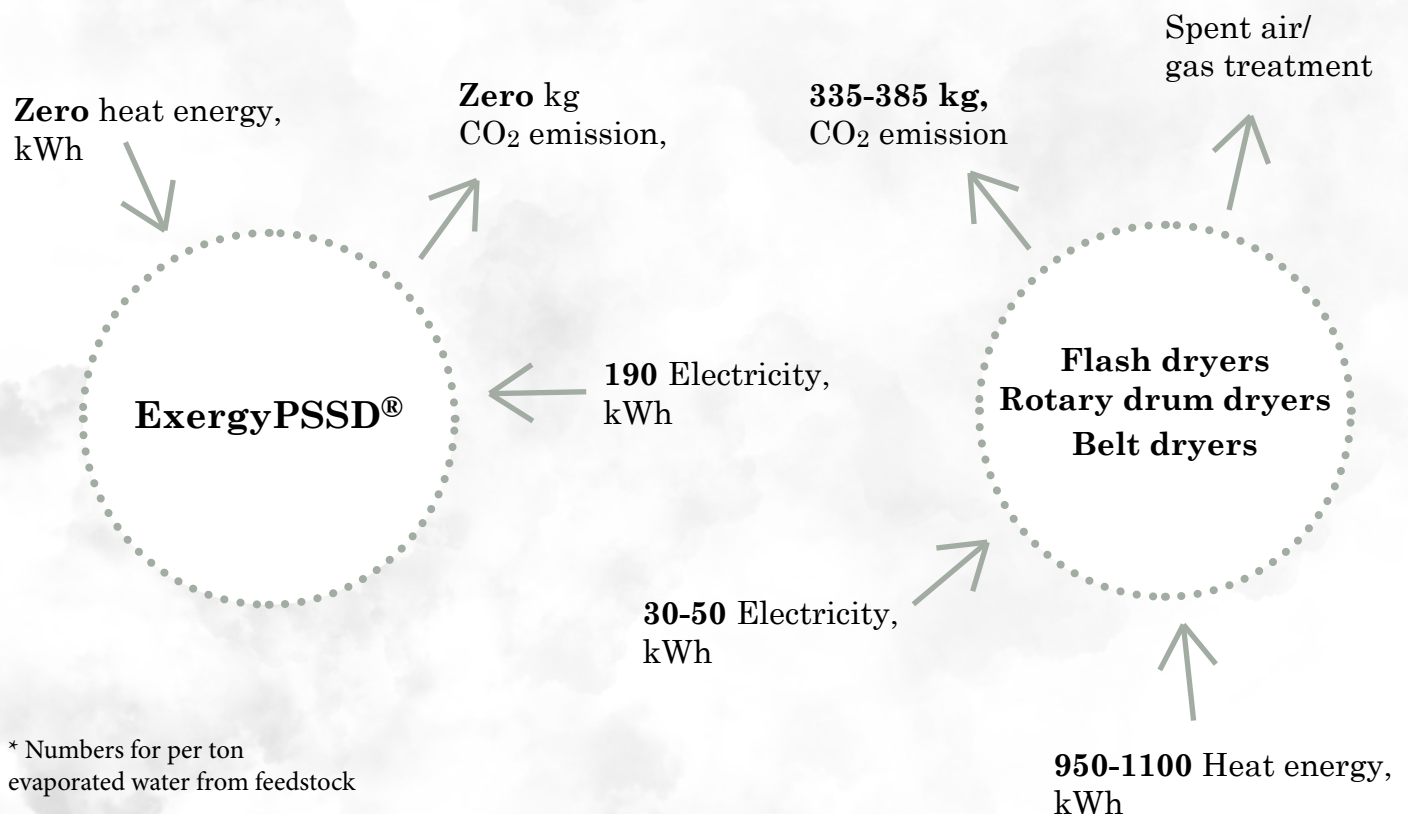 Zero heat energy,
kWh
Zero kg
CO2 emission,
335-385 kg,
CO2 emission
Spent air/
gas treatment
ExergyPSSD®
190 Electricity,
kWh
Flash dryers
Rotary drum dryers
Belt dryers
30-50 Electricity,
kWh
950-1100 Heat energy,
kWh
* Numbers for per ton
evaporated water from feedstock